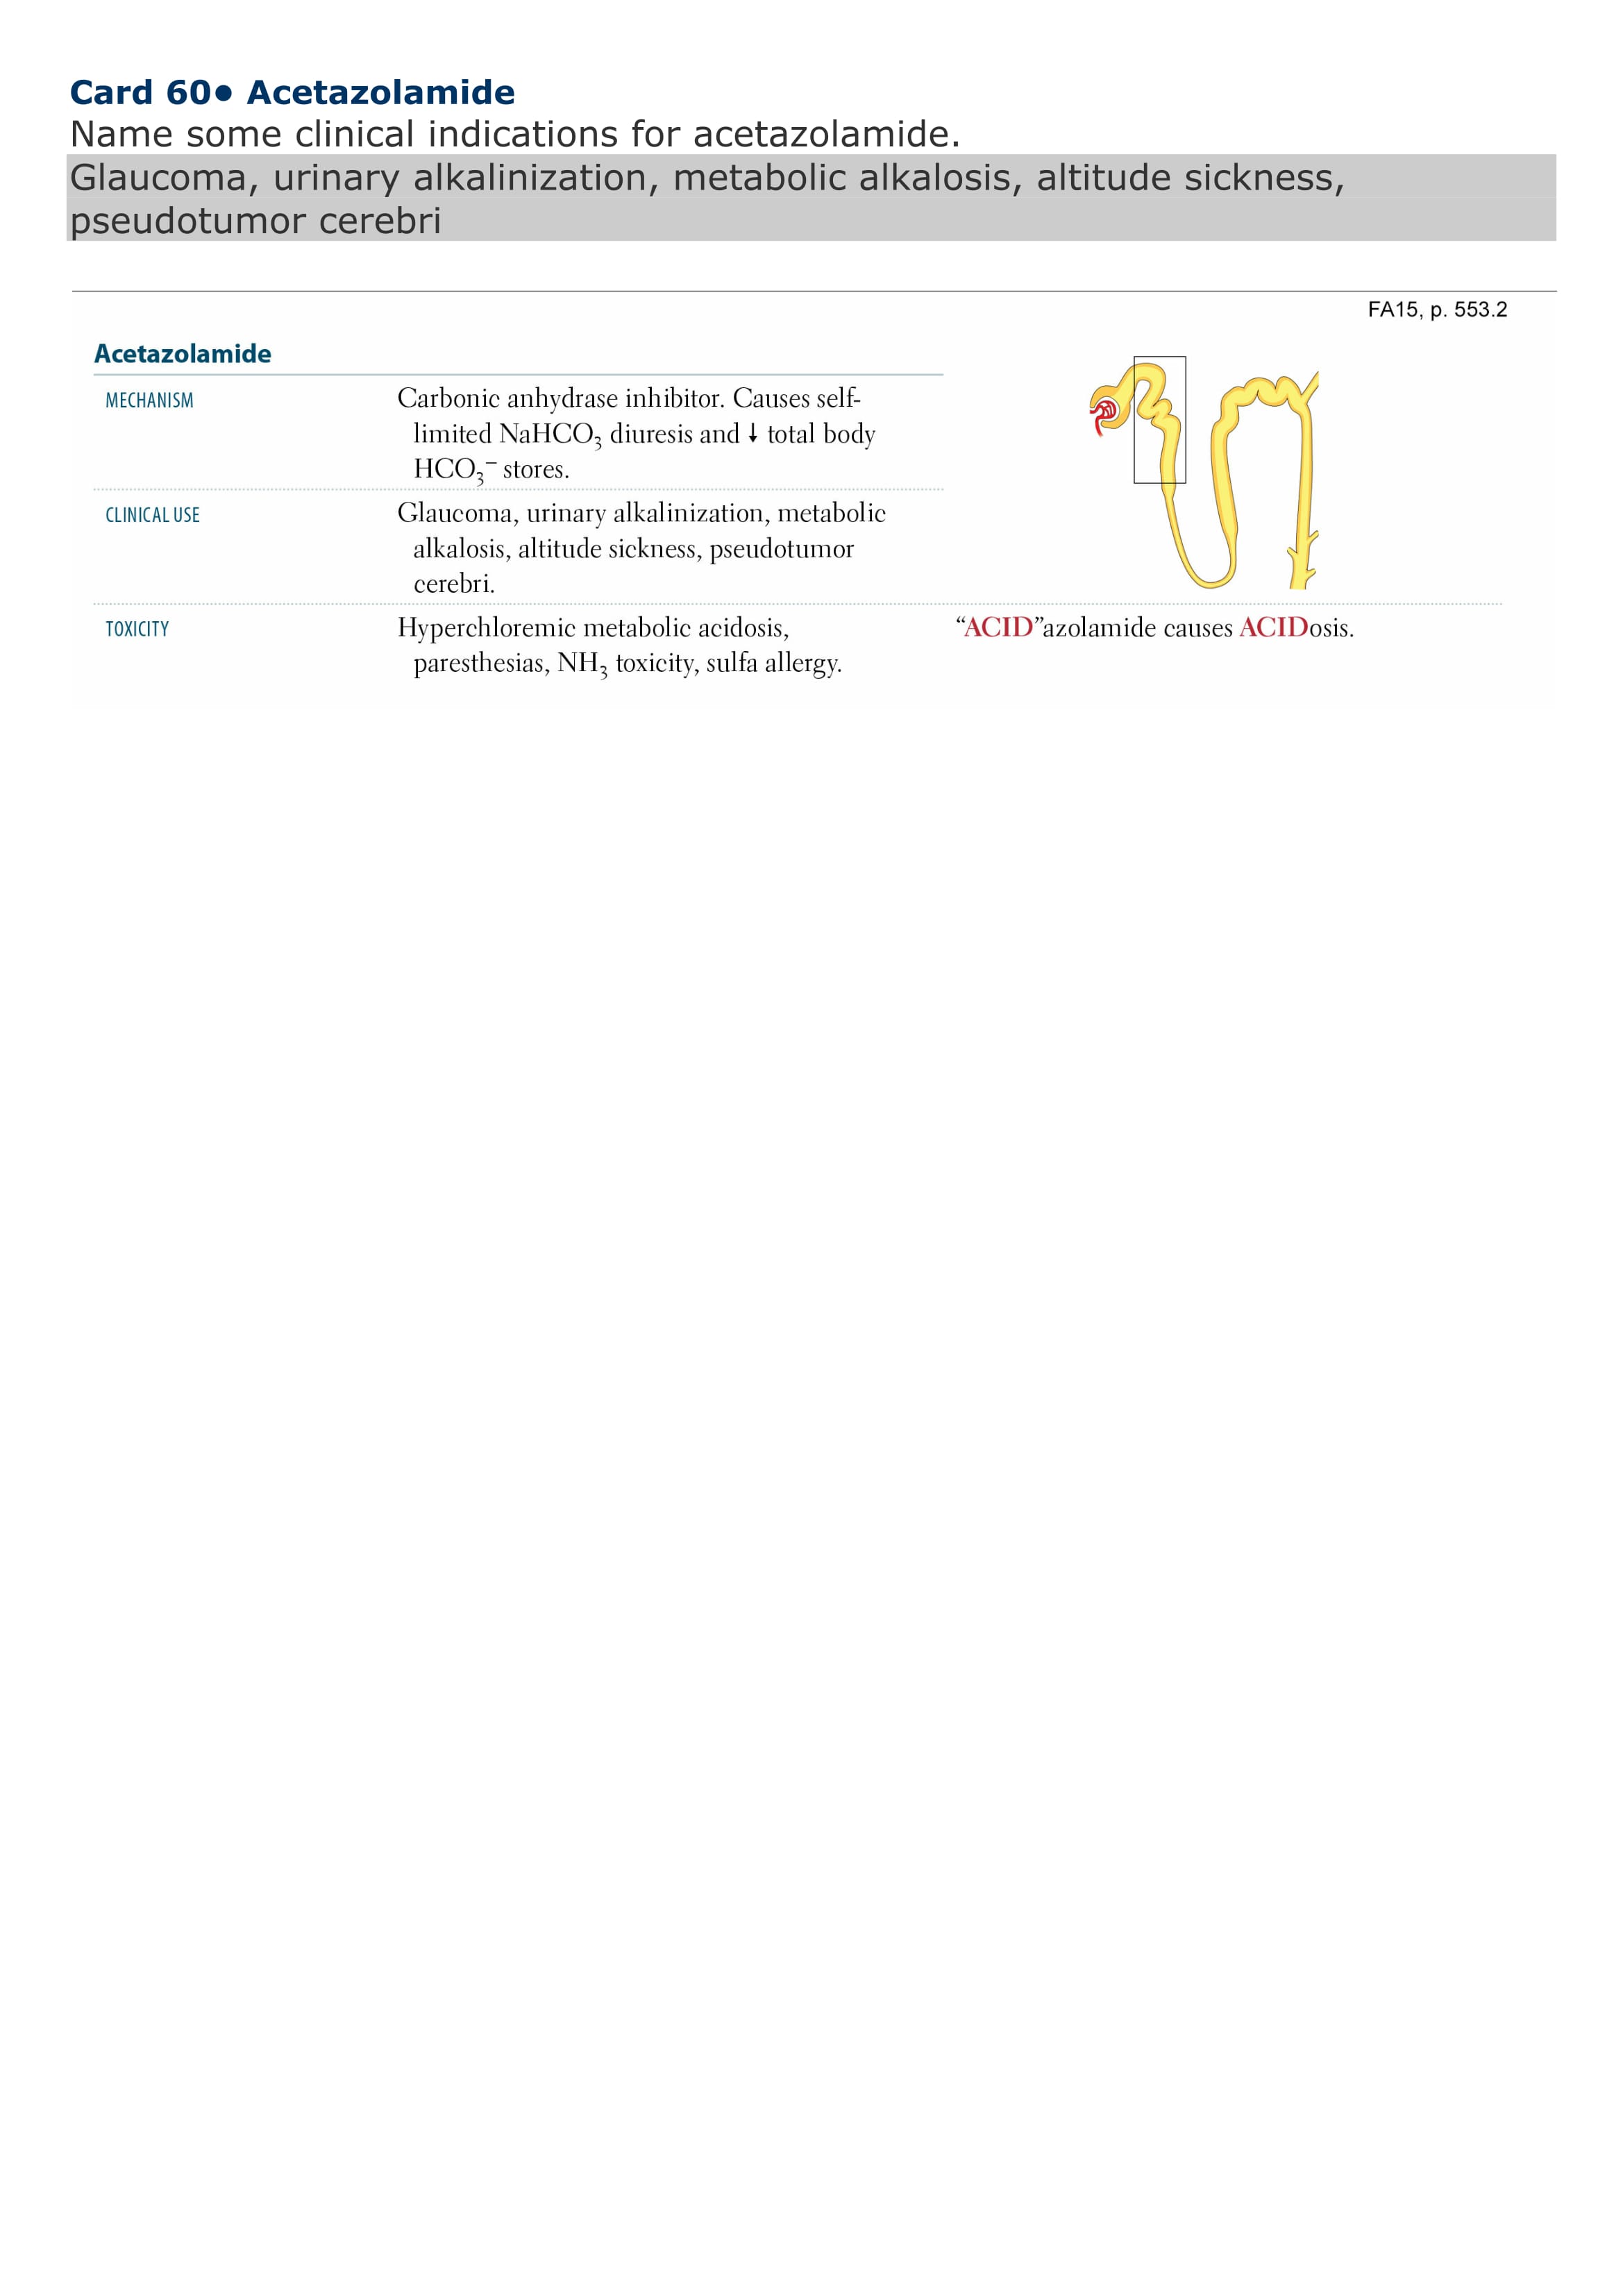 Card 60• Acetazolamide
Name some clinical indications for acetazolamide.
Glaucoma, urinary alkalinization, metabolic alkalosis, altitude sickness,
pseudotumor cerebri
FA15, p. 553.2
Acetazolamide
MECHANISM
Carbonic anhydrase inhibitor. Causes self-
limited NaHCO₃ diuresis and ↓ total body
HCO₃⁻ stores.
CLINICAL USE
Glaucoma, urinary alkalinization, metabolic
alkalosis, altitude sickness, pseudotumor
cerebri.
TOXICITY
Hyperchloremic metabolic acidosis,
paresthesias, NH₃ toxicity, sulfa allergy.
“ACID”azolamide causes ACIDosis.